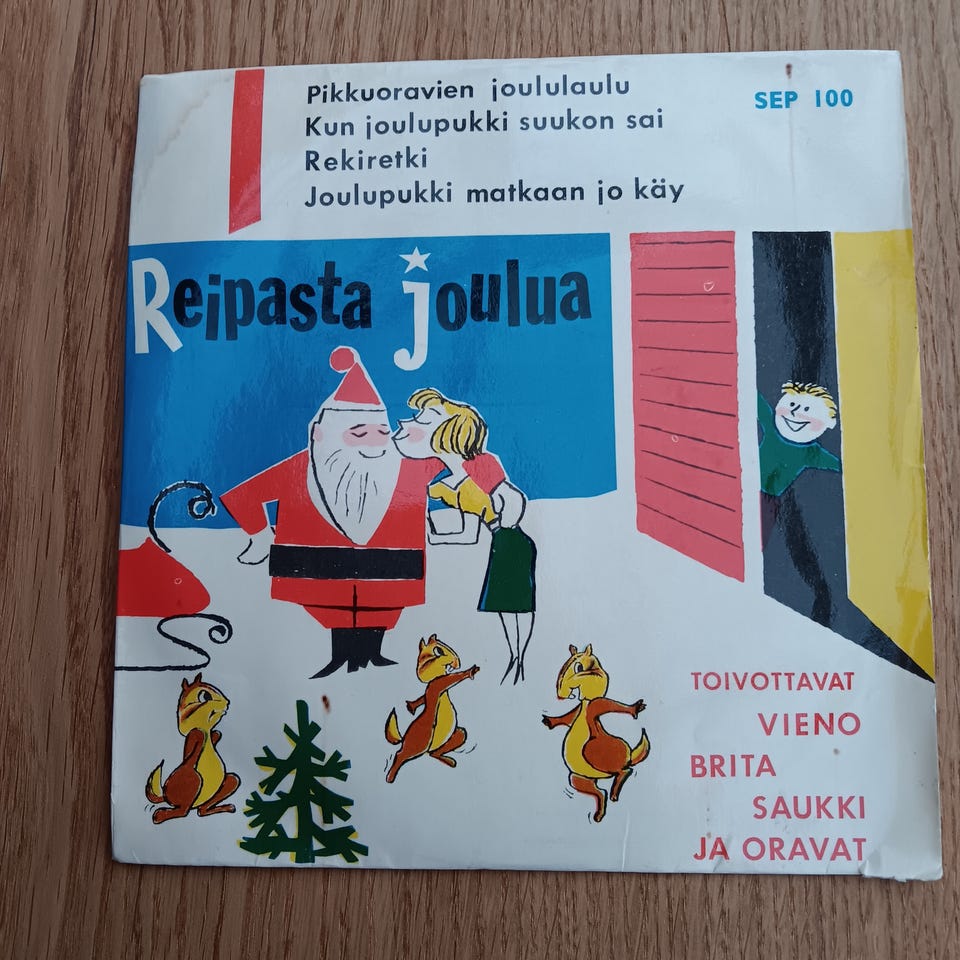 Pikkuoravien joululaulu
Kun joulupukki suukon sai
Rekiretki
Joulupukki matkaan jo käy
SEP 100
Reipasta joulua
TOIVOTTAVAT
VIENO
BRITA
SAUKKI
JA ORAVAT